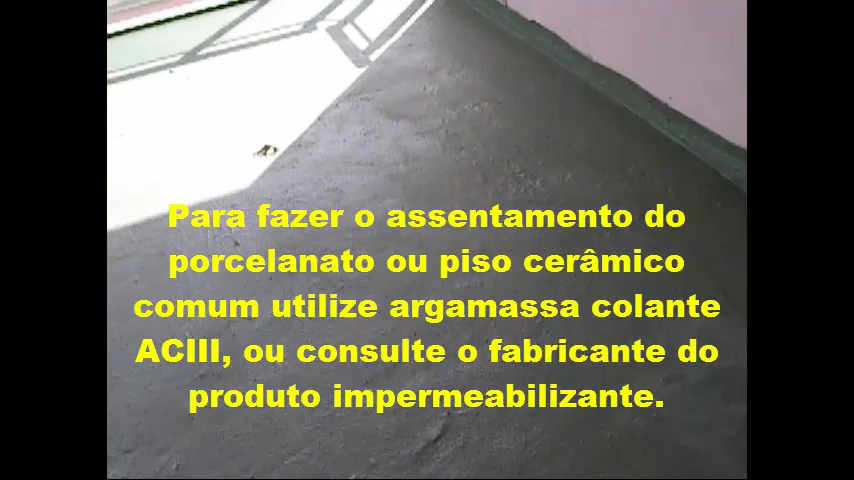 Para fazer o assentamento do
porcelanato ou piso cerâmico
comum utilize argamassa colante
ACIII, ou consulte o fabricante do
produto impermeabilizante.